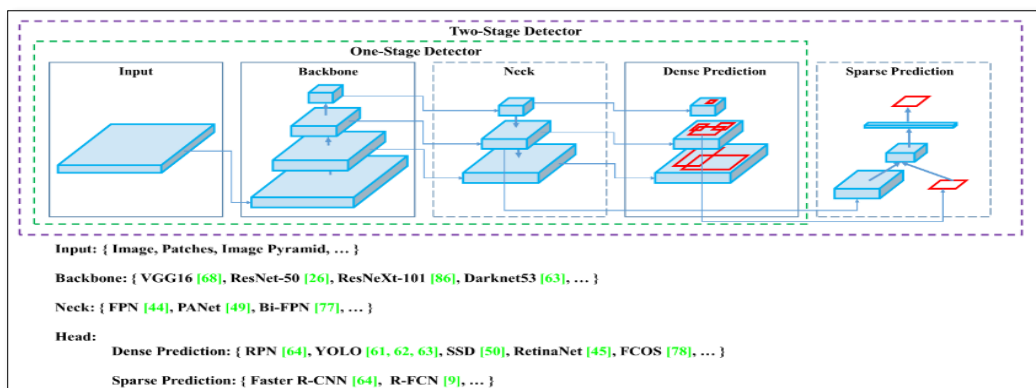 Two-Stage Detector
One-Stage Detector
Input
Backbone
Neck
Dense Prediction
Sparse Prediction
Input: { Image, Patches, Image Pyramid, … }
Backbone: { VGG16 [68], ResNet-50 [26], ResNeXt-101 [86], Darknet53 [63], … }
Neck: { FPN [44], PANet [49], Bi-FPN [77], … }
Head:
Dense Prediction: { RPN [64], YOLO [61, 62, 63], SSD [50], RetinaNet [45], FCOS [78], … }
Sparse Prediction: { Faster R-CNN [64], R-FCN [9], … }